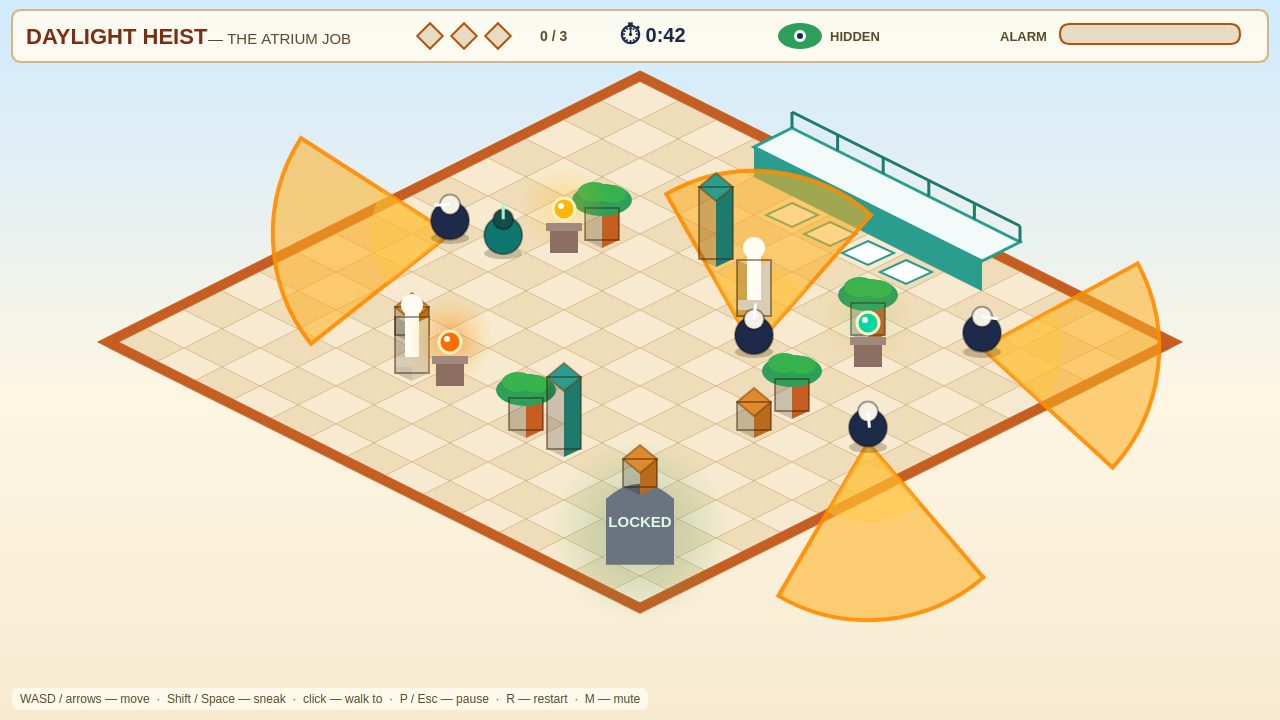 DAYLIGHT HEIST — THE ATRIUM JOB
0 / 3
0:42
HIDDEN
ALARM
LOCKED
WASD / arrows — move · Shift / Space — sneak · click — walk to · P / Esc — pause · R — restart · M — mute